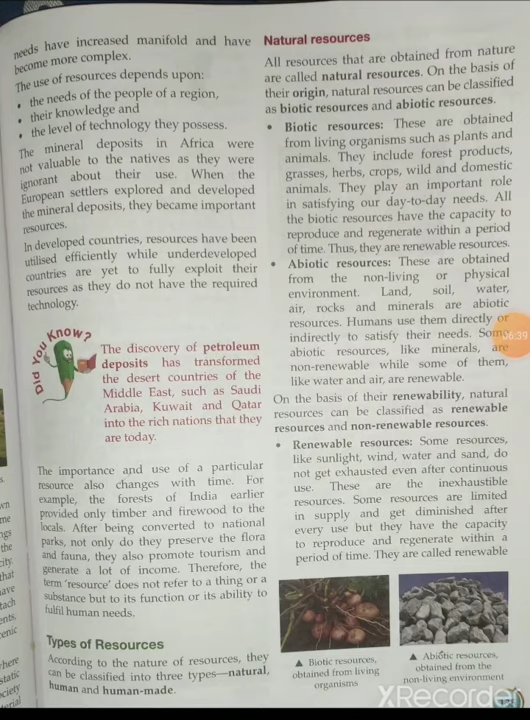 needs have increased manifold and have
become more complex.
The use of resources depends upon:
• the needs of the people of a region,
• their knowledge and
• the level of technology they possess.
The mineral deposits in Africa were
not valuable to the natives as they were
ignorant about their use. When the
European settlers explored and developed
the mineral deposits, they became important
resources.
In developed countries, resources have been
utilised efficiently while underdeveloped
countries are yet to fully exploit their
resources as they do not have the required
technology.
Did You Know?
The discovery of petroleum
deposits has transformed
the desert countries of the
Middle East, such as Saudi
Arabia, Kuwait and Qatar
into the rich nations that they
are today.
The importance and use of a particular
resource also changes with time. For
example, the forests of India earlier
provided only timber and firewood to the
locals. After being converted to national
parks, not only do they preserve the flora
and fauna, they also promote tourism and
generate a lot of income. Therefore, the
term 'resource' does not refer to a thing or a
substance but to its function or its ability to
fulfil human needs.
Types of Resources
According to the nature of resources, they
can be classified into three types—natural,
human and human-made.
Natural resources
All resources that are obtained from nature
are called natural resources. On the basis of
their origin, natural resources can be classified
as biotic resources and abiotic resources.
• Biotic resources: These are obtained
from living organisms such as plants and
animals. They include forest products,
grasses, herbs, crops, wild and domestic
animals. They play an important role
in satisfying our day-to-day needs. All
the biotic resources have the capacity to
reproduce and regenerate within a period
of time. Thus, they are renewable resources.
• Abiotic resources: These are obtained
from the non-living or physical
environment. Land, soil, water,
air, rocks and minerals are abiotic
resources. Humans use them directly or
indirectly to satisfy their needs. Some
abiotic resources, like minerals, are
non-renewable while some of them,
like water and air, are renewable.
On the basis of their renewability, natural
resources can be classified as renewable
resources and non-renewable resources.
• Renewable resources: Some resources,
like sunlight, wind, water and sand, do
not get exhausted even after continuous
use. These are the inexhaustible
resources. Some resources are limited
in supply and get diminished after
every use but they have the capacity
to reproduce and regenerate within a
period of time. They are called renewable
▲ Biotic resources,
obtained from living
organisms
▲ Abiotic resources,
obtained from the
non-living environment
06:39
XRecorder